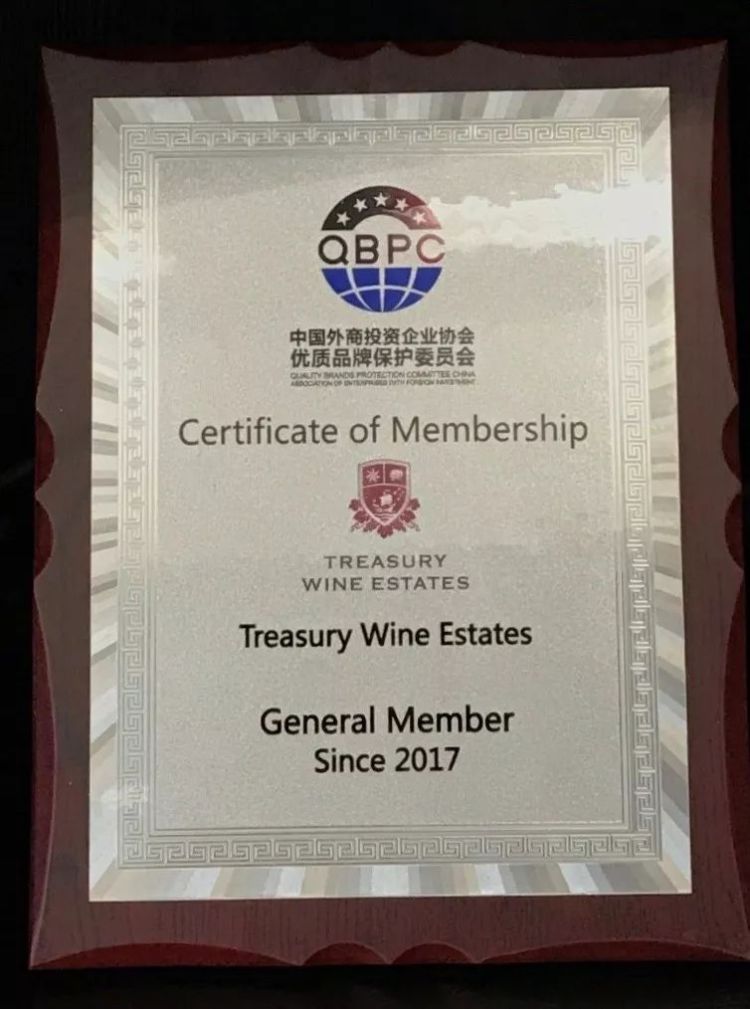 QBPC
中国外商投资企业协会
优质品牌保护委员会
QUALITY BRANDS PROTECTION COMMITTEE CHINA
ASSOCIATION OF ENTERPRISES WITH FOREIGN INVESTMENT
Certificate of Membership
TREASURY
WINE ESTATES
Treasury Wine Estates
General Member
Since 2017